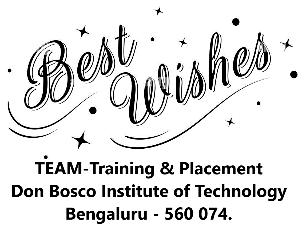 Best Wishes
TEAM-Training & Placement
Don Bosco Institute of Technology
Bengaluru - 560 074.